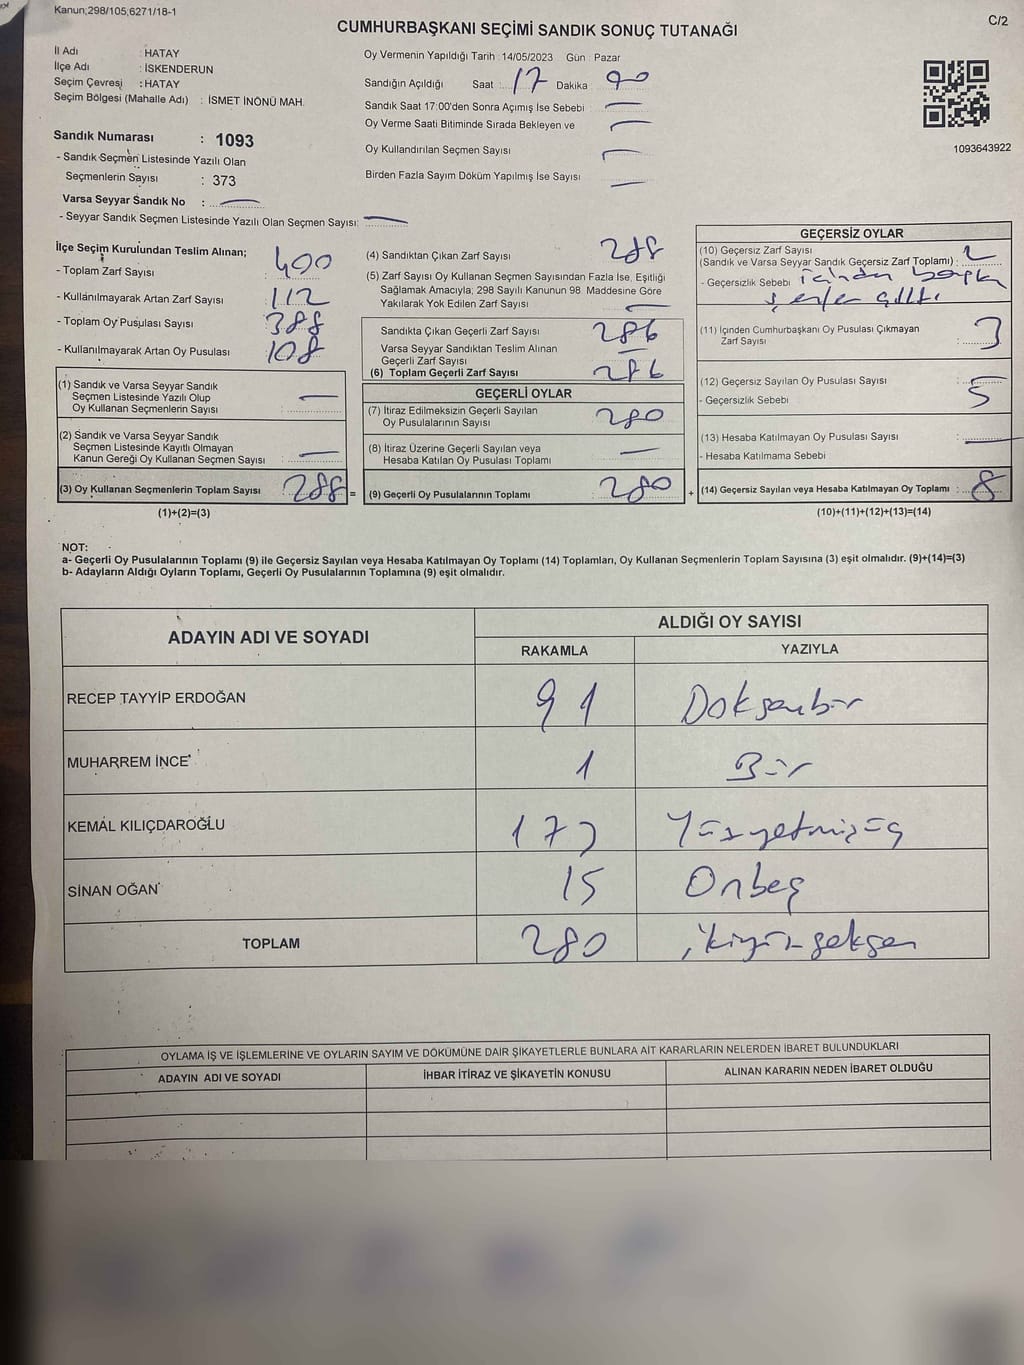 Kanun;298/105,6271/18-1
C/2
CUMHURBAŞKANI SEÇİMİ SANDIK SONUÇ TUTANAĞI
İl Adı : HATAY
İlçe Adı : İSKENDERUN
Seçim Çevresi : HATAY
Seçim Bölgesi (Mahalle Adı) : İSMET İNÖNÜ MAH.
Oy Vermenin Yapıldığı Tarih : 14/05/2023 Gün : Pazar
Sandığın Açıldığı Saat : 17 Dakika :
Sandık Saat 17:00'den Sonra Açımış İse Sebebi
Oy Verme Saati Bitiminde Sırada Bekleyen ve
Oy Kullandırılan Seçmen Sayısı
Birden Fazla Sayım Döküm Yapılmış İse Sayısı
1093643922
Sandık Numarası : 1093
- Sandık Seçmen Listesinde Yazılı Olan
Seçmenlerin Sayısı : 373
Varsa Seyyar Sandık No :
- Seyyar Sandık Seçmen Listesinde Yazılı Olan Seçmen Sayısı:
İlçe Seçim Kurulundan Teslim Alınan;
- Toplam Zarf Sayısı : 400
- Kullanılmayarak Artan Zarf Sayısı : 112
- Toplam Oy Pusulası Sayısı : 388
- Kullanılmayarak Artan Oy Pusulası : 108
(1) Sandık ve Varsa Seyyar Sandık
Seçmen Listesinde Yazılı Olup
Oy Kullanan Seçmenlerin Sayısı :
(2) Sandık ve Varsa Seyyar Sandık
Seçmen Listesinde Kayıtlı Olmayan
Kanun Gereği Oy Kullanan Seçmen Sayısı :
(3) Oy Kullanan Seçmenlerin Toplam Sayısı : 288 =
(1)+(2)=(3)
(4) Sandıktan Çıkan Zarf Sayısı 288
(5) Zarf Sayısı Oy Kullanan Seçmen Sayısından Fazla İse, Eşitliği
Sağlamak Amacıyla; 298 Sayılı Kanunun 98. Maddesine Göre
Yakılarak Yok Edilen Zarf Sayısı
Sandıkta Çıkan Geçerli Zarf Sayısı 286
Varsa Seyyar Sandıktan Teslim Alınan
Geçerli Zarf Sayısı
(6) Toplam Geçerli Zarf Sayısı 286
GEÇERLİ OYLAR
(7) İtiraz Edilmeksizin Geçerli Sayılan
Oy Pusulalarının Sayısı 280
(8) İtiraz Üzerine Geçerli Sayılan veya
Hesaba Katılan Oy Pusulası Toplamı
(9) Geçerli Oy Pusulalarının Toplamı : 280 +
GEÇERSİZ OYLAR
(10) Geçersiz Zarf Sayısı
(Sandık ve Varsa Seyyar Sandık Geçersiz Zarf Toplamı) : 2
- Geçersizlik Sebebi içinden başka
(11) İçinden Cumhurbaşkanı Oy Pusulası Çıkmayan
Zarf Sayısı : 3
(12) Geçersiz Sayılan Oy Pusulası Sayısı : 5
- Geçersizlik Sebebi
(13) Hesaba Katılmayan Oy Pusulası Sayısı :
- Hesaba Katılmama Sebebi
(14) Geçersiz Sayılan veya Hesaba Katılmayan Oy Toplamı : 8
(10)+(11)+(12)+(13)=(14)
NOT:
a- Geçerli Oy Pusulalarının Toplamı (9) ile Geçersiz Sayılan veya Hesaba Katılmayan Oy Toplamı (14) Toplamları, Oy Kullanan Seçmenlerin Toplam Sayısına (3) eşit olmalıdır. (9)+(14)=(3)
b- Adayların Aldığı Oyların Toplamı, Geçerli Oy Pusulalarının Toplamına (9) eşit olmalıdır.
ADAYIN ADI VE SOYADI ALDIĞI OY SAYISI
RAKAMLA YAZIYLA
RECEP TAYYİP ERDOĞAN 91 Doksanbir
MUHARREM İNCE 1 Bir
KEMAL KILIÇDAROĞLU 173 Yüzyetmişüç
SİNAN OĞAN 15 Onbeş
TOPLAM 280 ikiyüzseksen
OYLAMA İŞ VE İŞLEMLERİNE VE OYLARIN SAYIM VE DÖKÜMÜNE DAİR ŞİKAYETLERLE BUNLARA AİT KARARLARIN NELERDEN İBARET BULUNDUKLARI
ADAYIN ADI VE SOYADI İHBAR İTİRAZ VE ŞİKAYETİN KONUSU ALINAN KARARIN NEDEN İBARET OLDUĞU